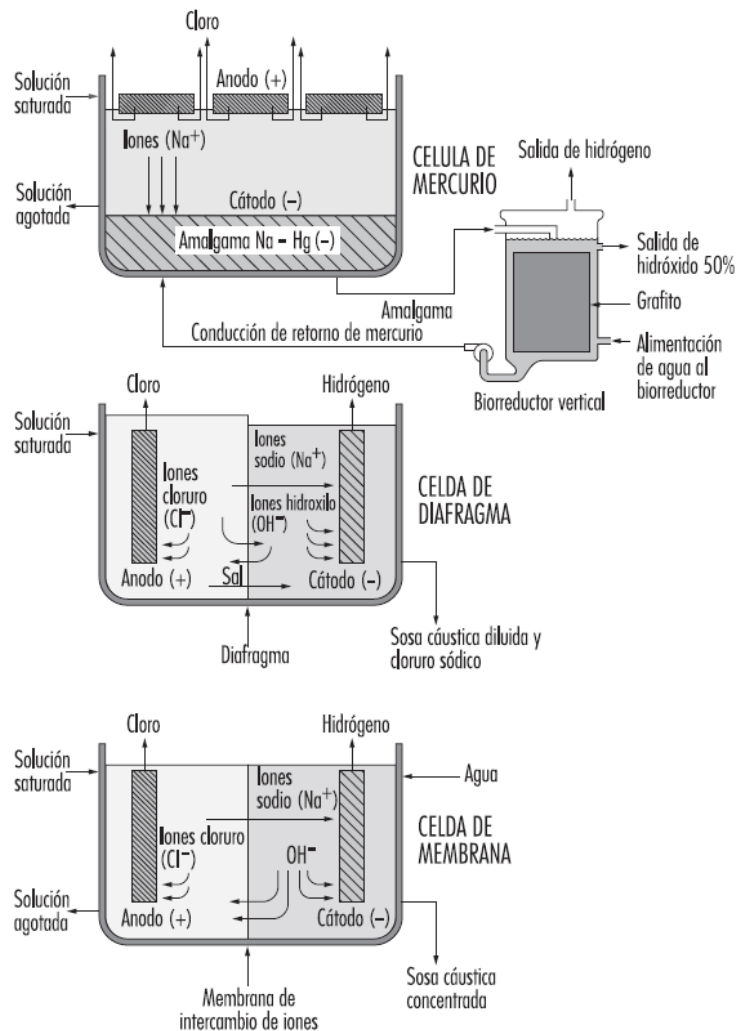 Cloro
Anodo (+)
Solución
saturada
Iones (Na⁺)
CELULA DE
MERCURIO
Salida de hidrógeno
Solución
agotada
Cátodo (–)
Amalgama Na – Hg (–)
Salida de
hidróxido 50%
Grafito
Amalgama
Conducción de retorno de mercurio
Alimentación
de agua al
biorreductor
Biorreductor vertical
Cloro
Hidrógeno
Solución
saturada
Iones
sodio (Na⁺)
Iones
cloruro
(Cl⁻)
Iones hidroxilo
(OH⁻)
CELDA DE
DIAFRAGMA
Anodo (+)
Sal
Cátodo (–)
Diafragma
Sosa cáustica diluida y
cloruro sódico
Cloro
Hidrógeno
Solución
saturada
Iones
sodio (Na⁺)
Agua
Iones cloruro
(Cl⁻)
OH⁻
CELDA DE
MEMBRANA
Solución
agotada
Anodo (+)
Cátodo (–)
Membrana de
intercambio de iones
Sosa cáustica
concentrada